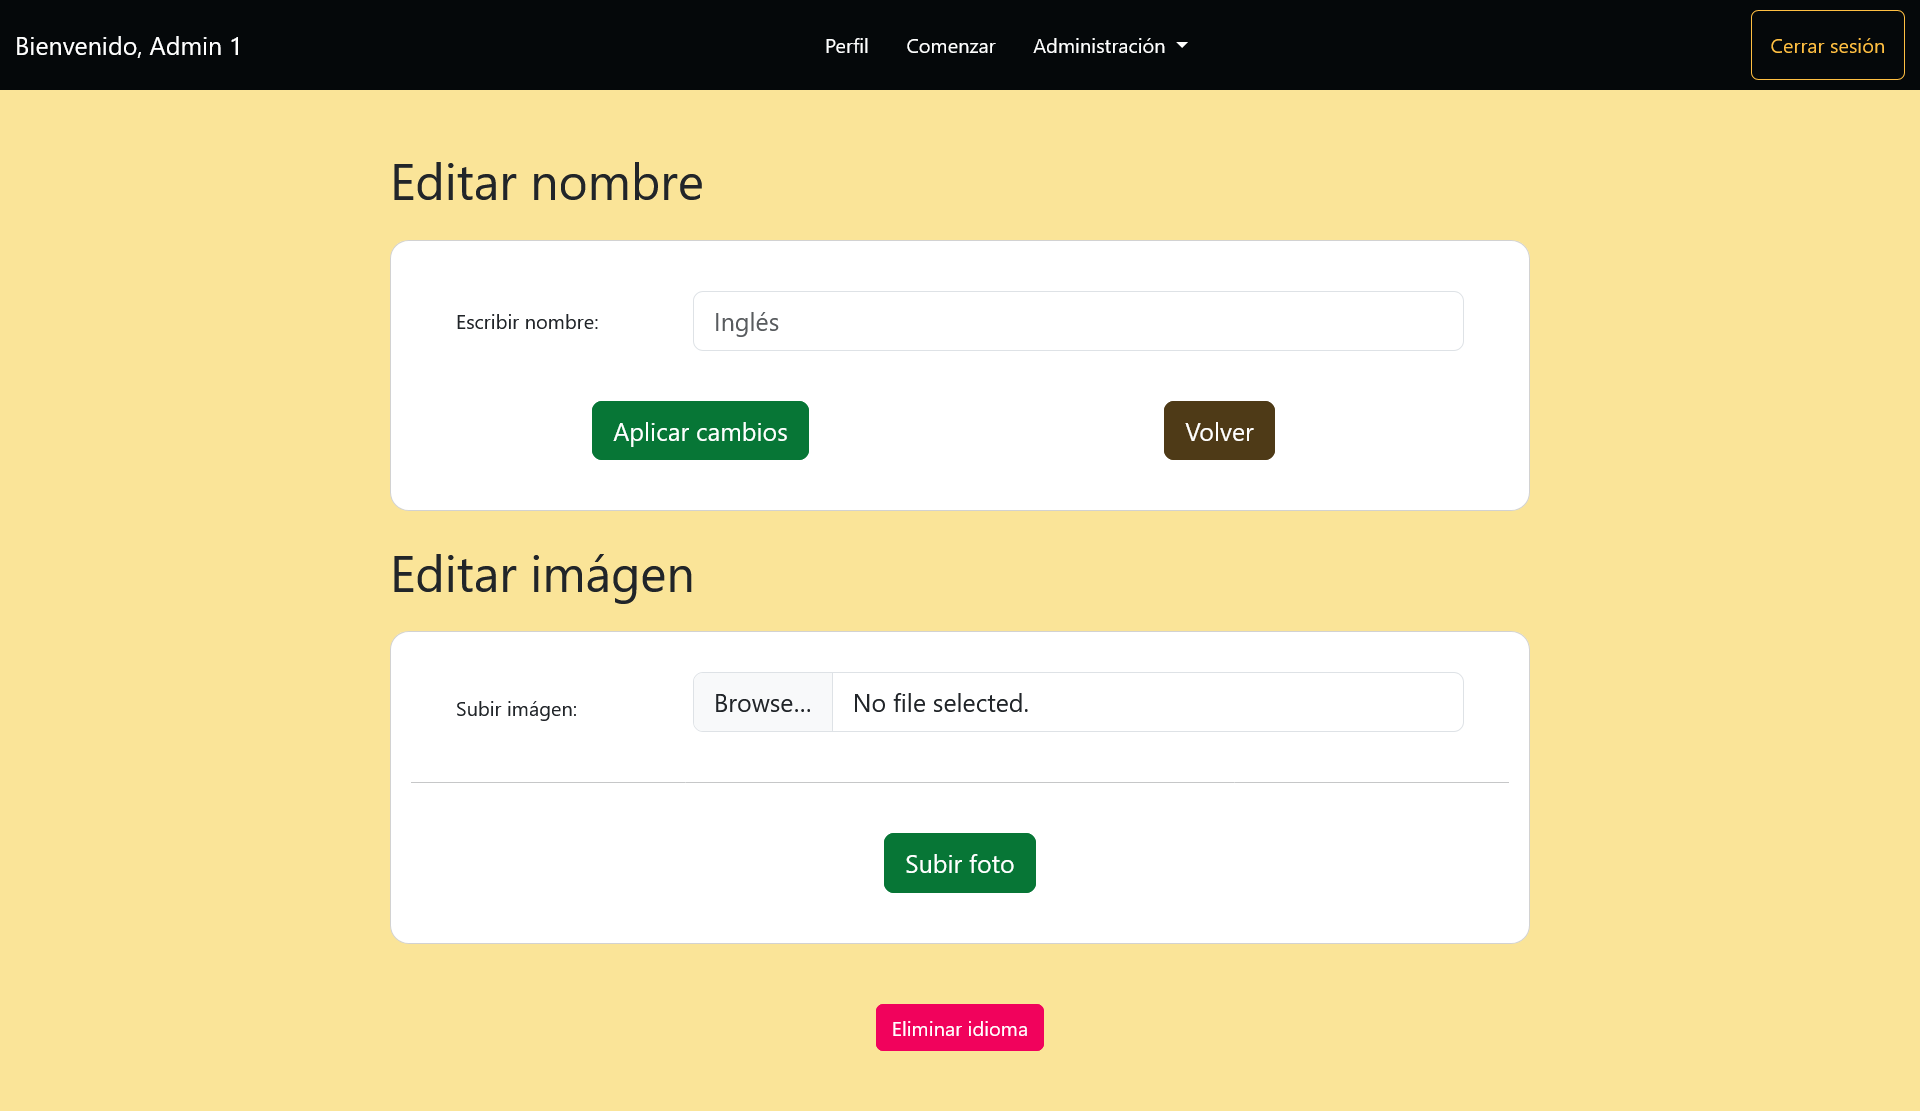 Bienvenido, Admin 1
Perfil
Comenzar
Administración
Cerrar sesión
Editar nombre
Escribir nombre:
Inglés
Aplicar cambios
Volver
Editar imágen
Subir imágen:
Browse...
No file selected.
Subir foto
Eliminar idioma